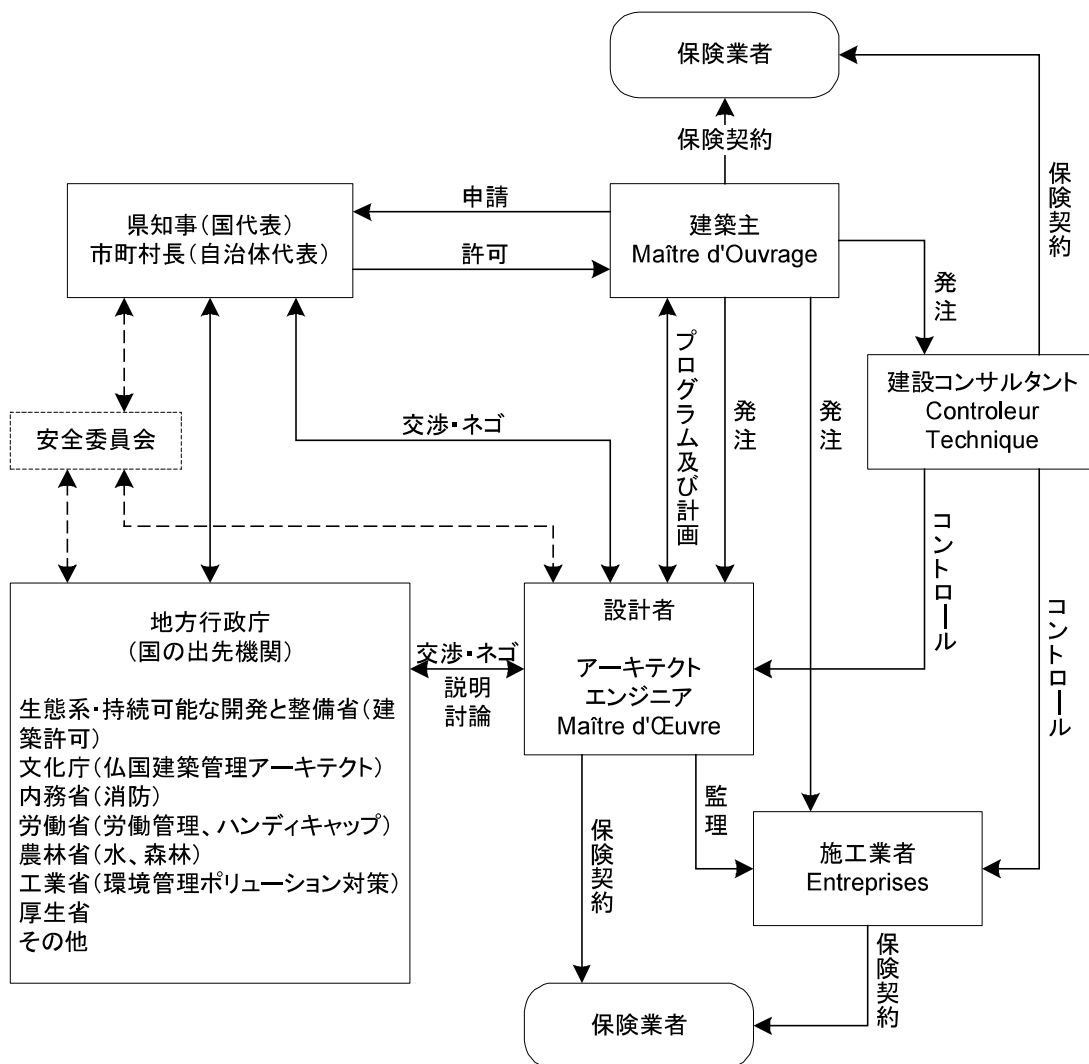 保険業者
保険契約
保険契約
申請
県知事（国代表）
市町村長（自治体代表）
許可
建築主
Maître d'Ouvrage
発注
建設コンサルタント
Controleur
Technique
安全委員会
交渉・ネゴ
プログラム及び計画
発注
発注
コントロール
コントロール
地方行政庁
（国の出先機関）
生態系・持続可能な開発と整備省（建
築許可）
文化庁（仏国建築管理アーキテクト）
内務省（消防）
労働省（労働管理、ハンディキャップ）
農林省（水、森林）
工業省（環境管理ポリューション対策）
厚生省
その他
交渉・ネゴ
説明
討論
設計者
アーキテクト
エンジニア
Maître d'Œuvre
監理
保険契約
施工業者
Entreprises
保険契約
保険業者